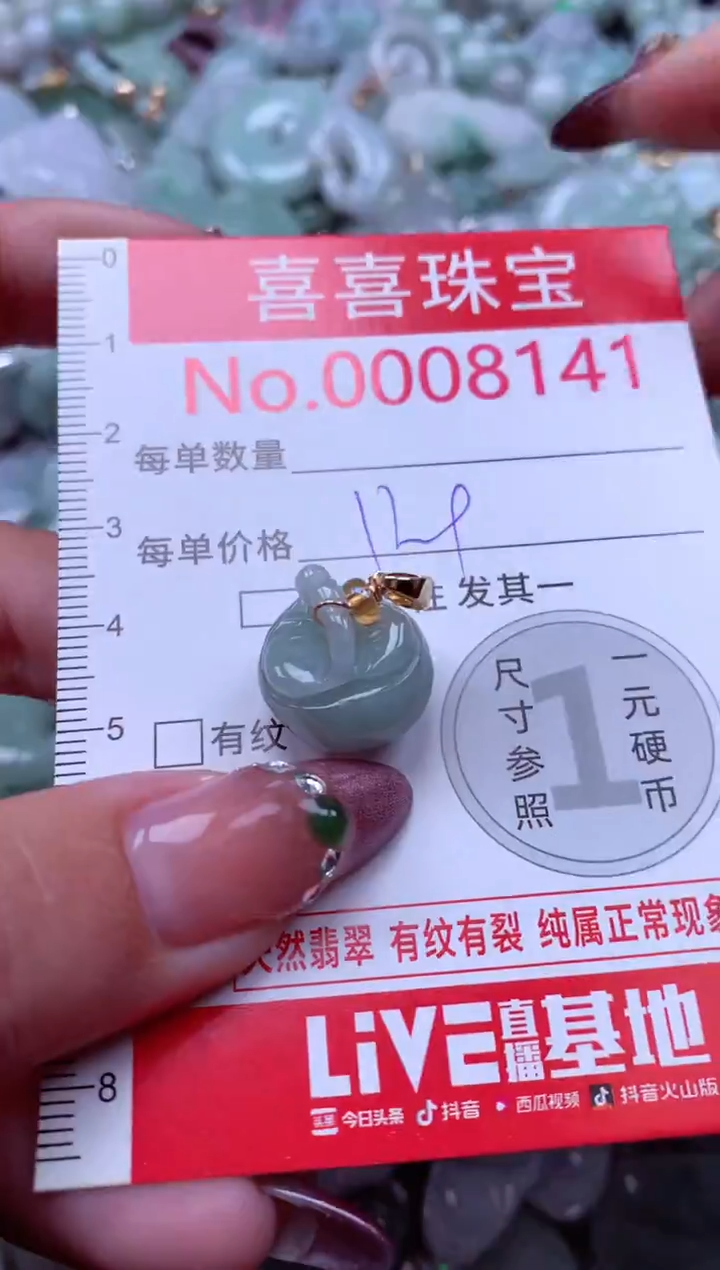 喜喜珠宝
No.0008141
每单数量
每单价格 129
发其一
有纹
尺寸参照
1
一元硬币
然翡翠 有纹有裂 纯属正常现象
LiVE直播基地
今日头条 抖音 西瓜视频 抖音火山版
0
1
2
3
4
5
8